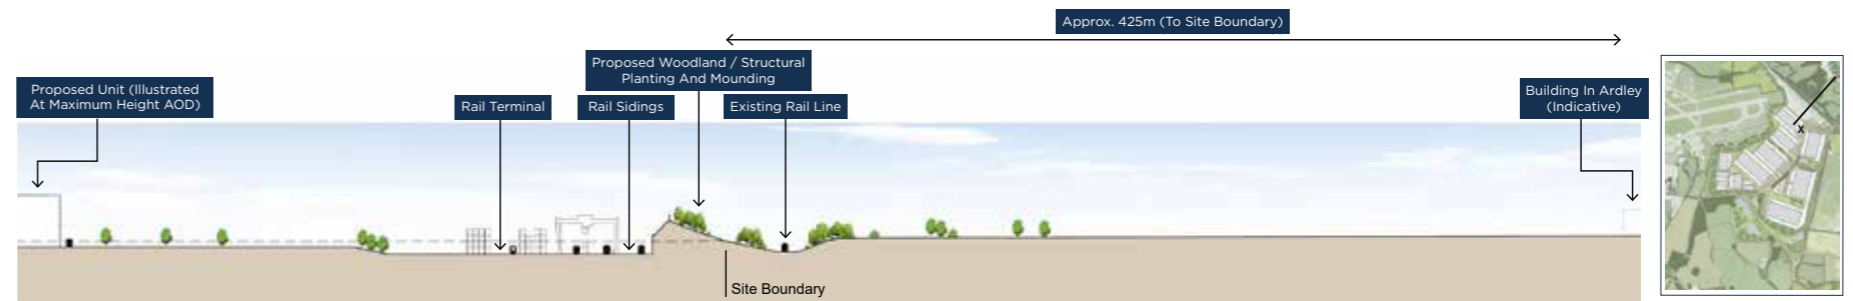 Approx. 425m (To Site Boundary)
Proposed Woodland / Structural
Planting And Mounding
Proposed Unit (Illustrated
At Maximum Height AOD)
Rail Terminal
Rail Sidings
Existing Rail Line
Building In Ardley
(Indicative)
X
Site Boundary